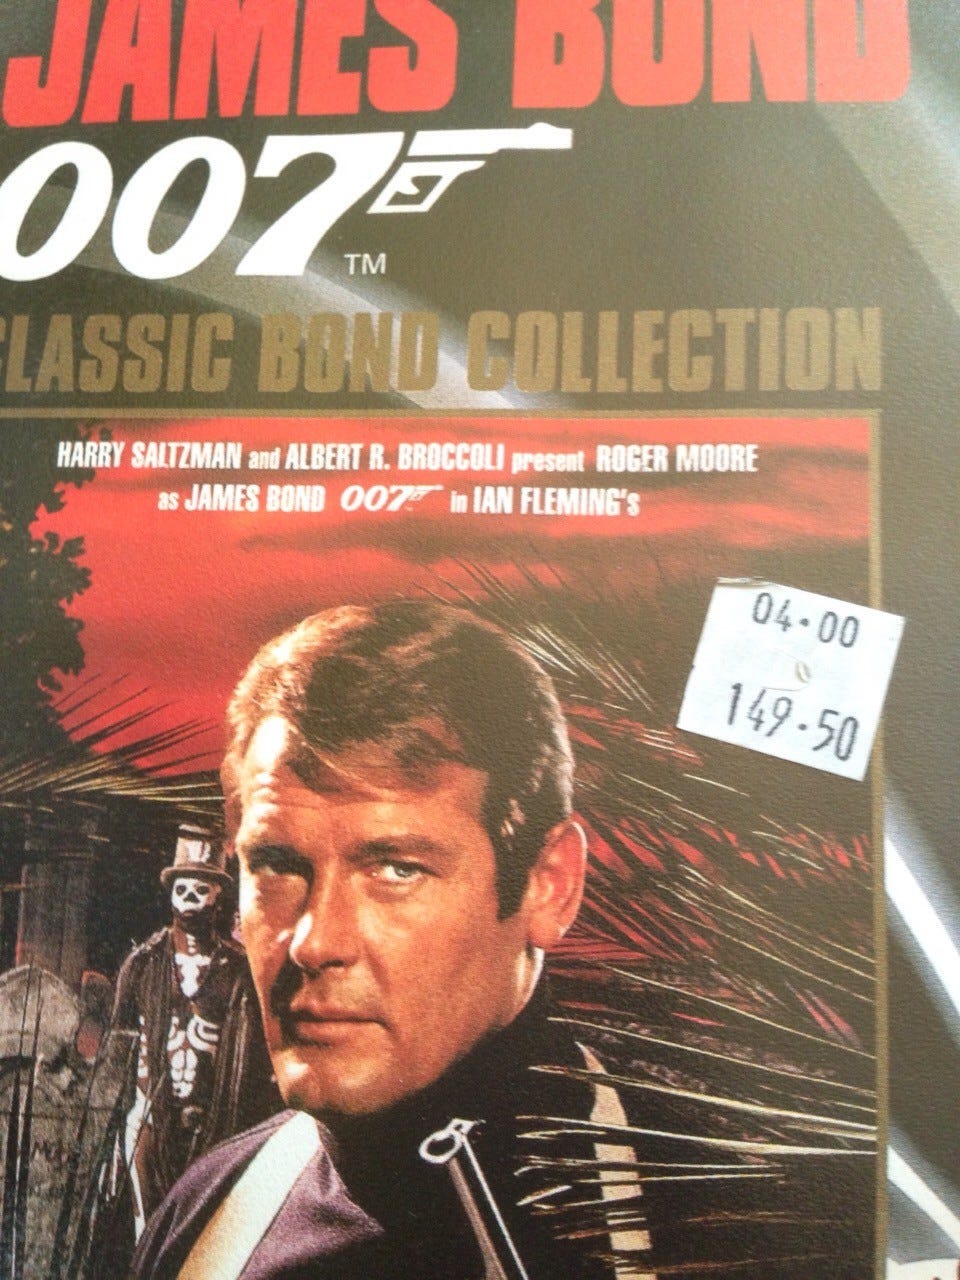 JAMES BOND
007 TM
CLASSIC BOND COLLECTION
HARRY SALTZMAN and ALBERT R. BROCCOLI present ROGER MOORE
as JAMES BOND 007 in IAN FLEMING's
04.00
149.50